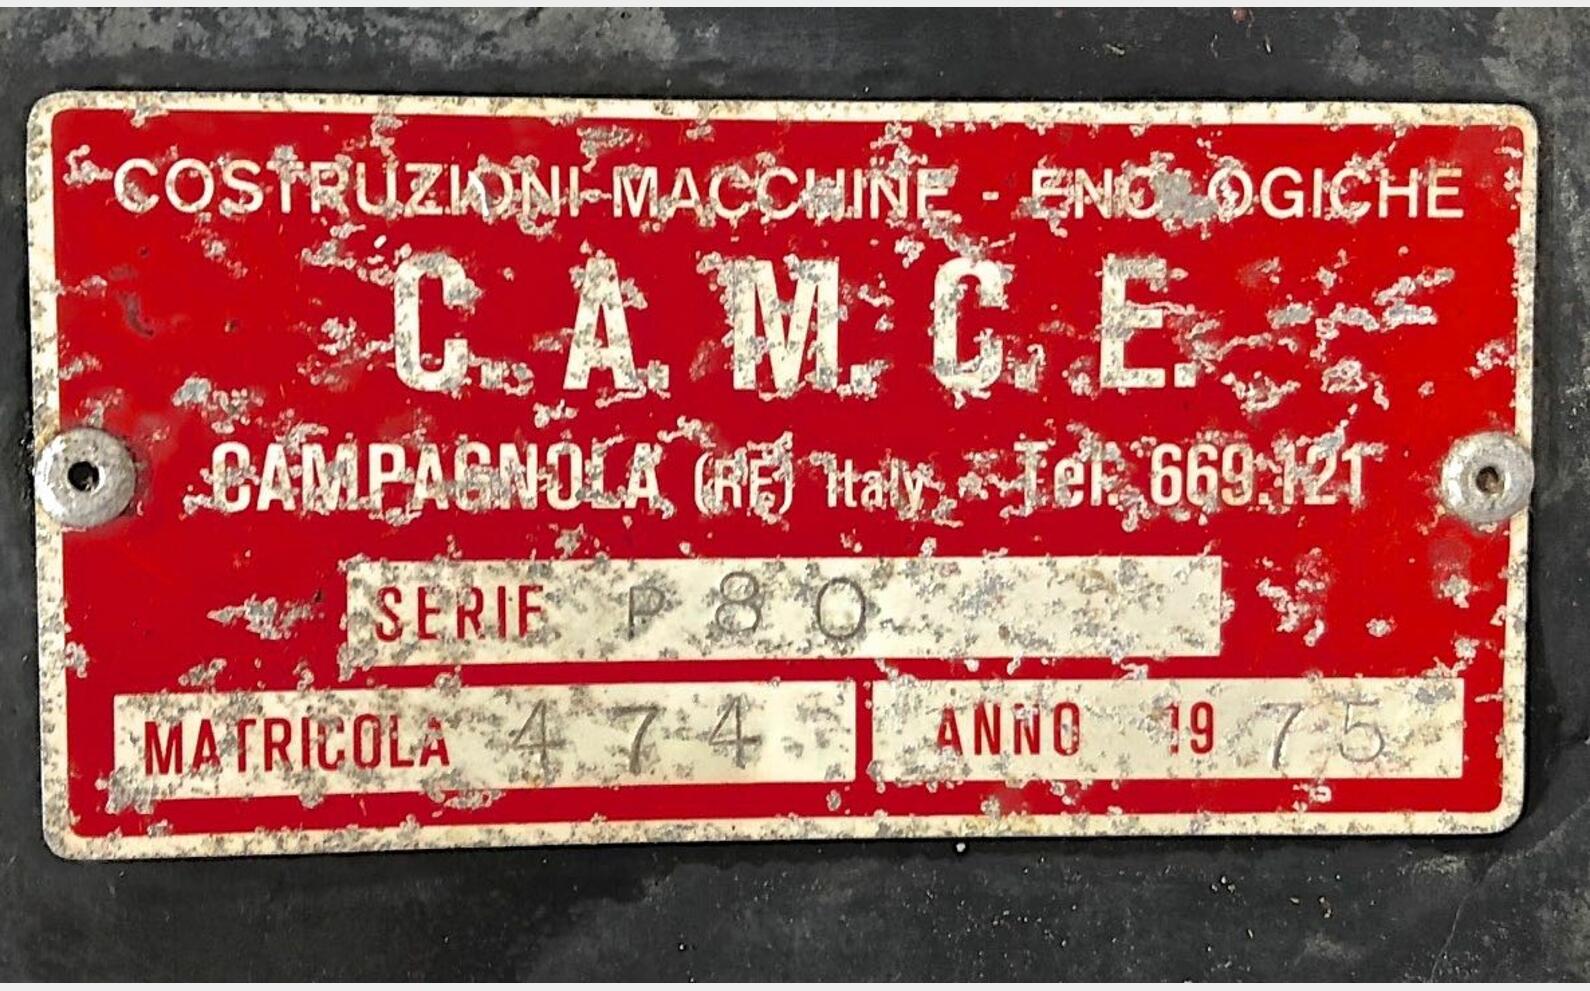 COSTRUZIONI-MACCHINE - ENOLOGICHE
C. A. M. C. E.
CAMPAGNOLA (RE) Italy - Tel. 669.121
SERIE P80
MATRICOLA 474
ANNO 1975